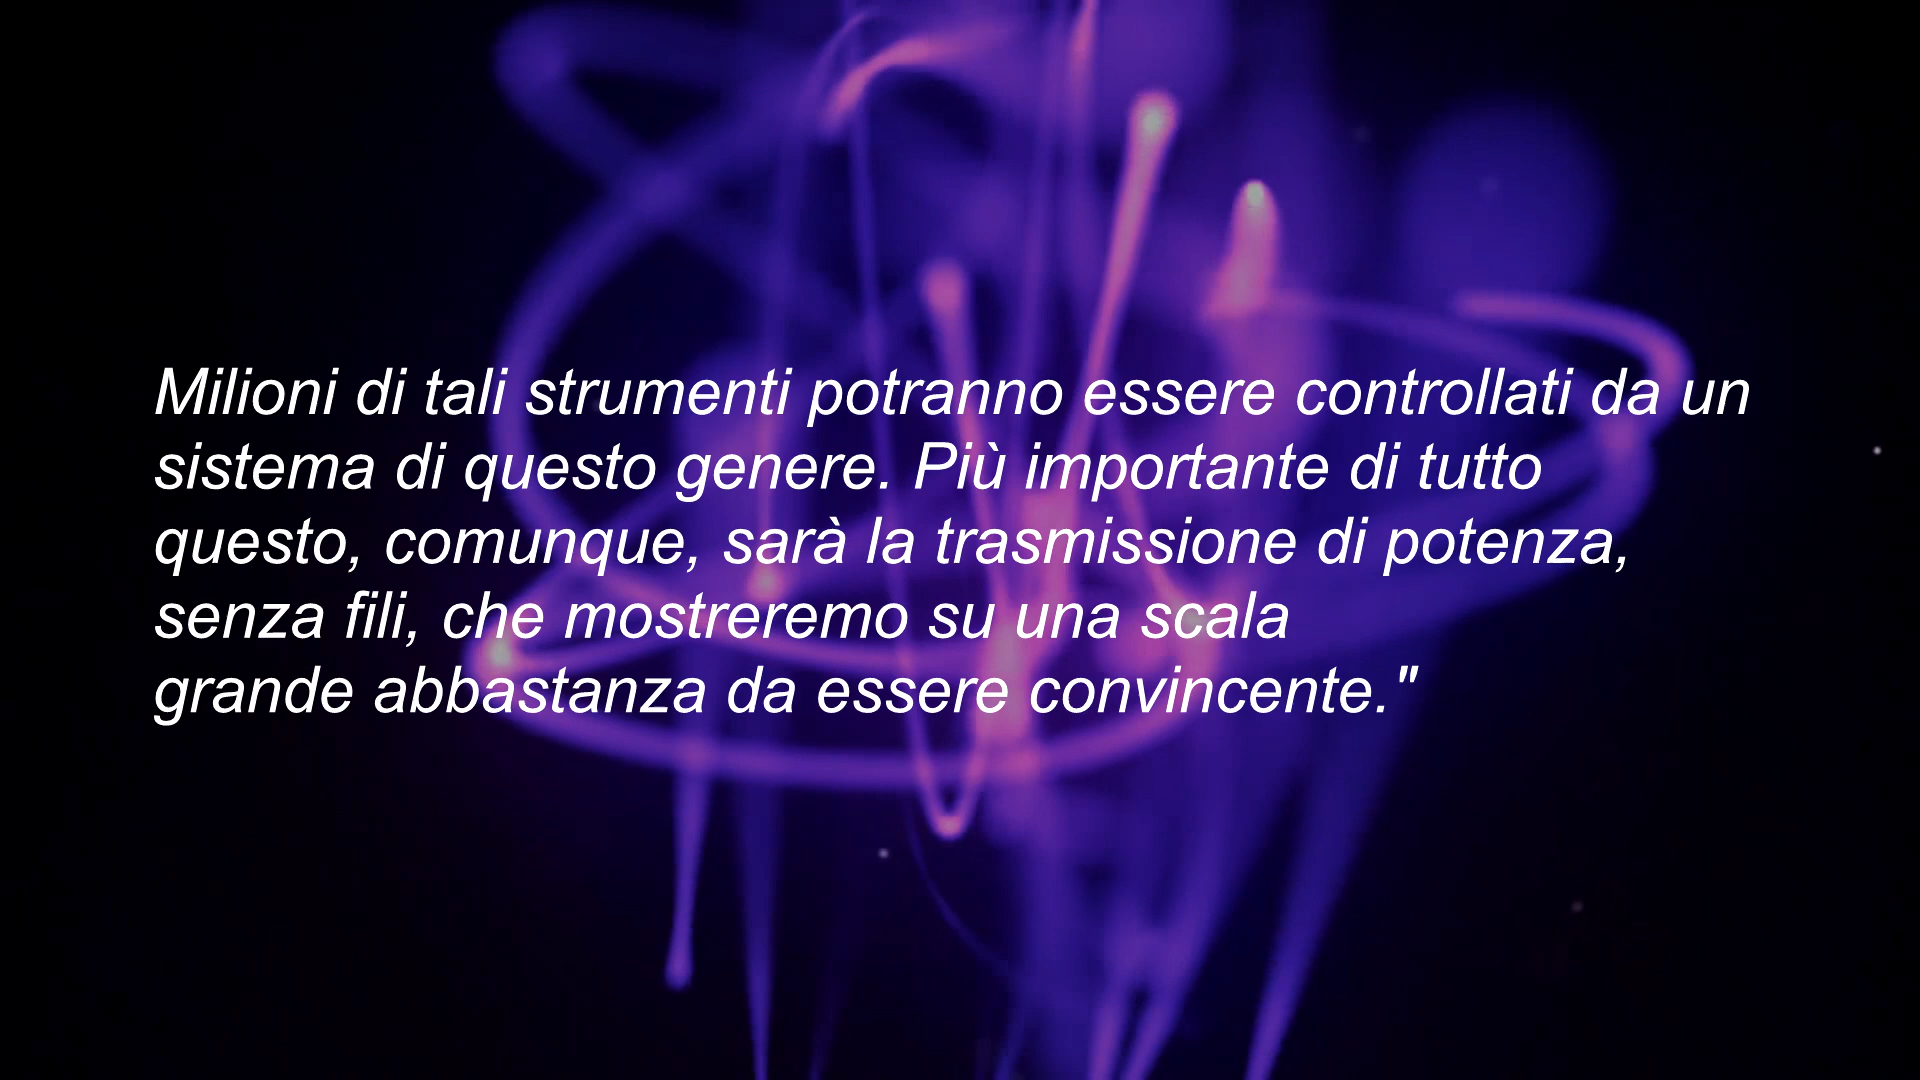 Milioni di tali strumenti potranno essere controllati da un
sistema di questo genere. Più importante di tutto
questo, comunque, sarà la trasmissione di potenza,
senza fili, che mostreremo su una scala
grande abbastanza da essere convincente."